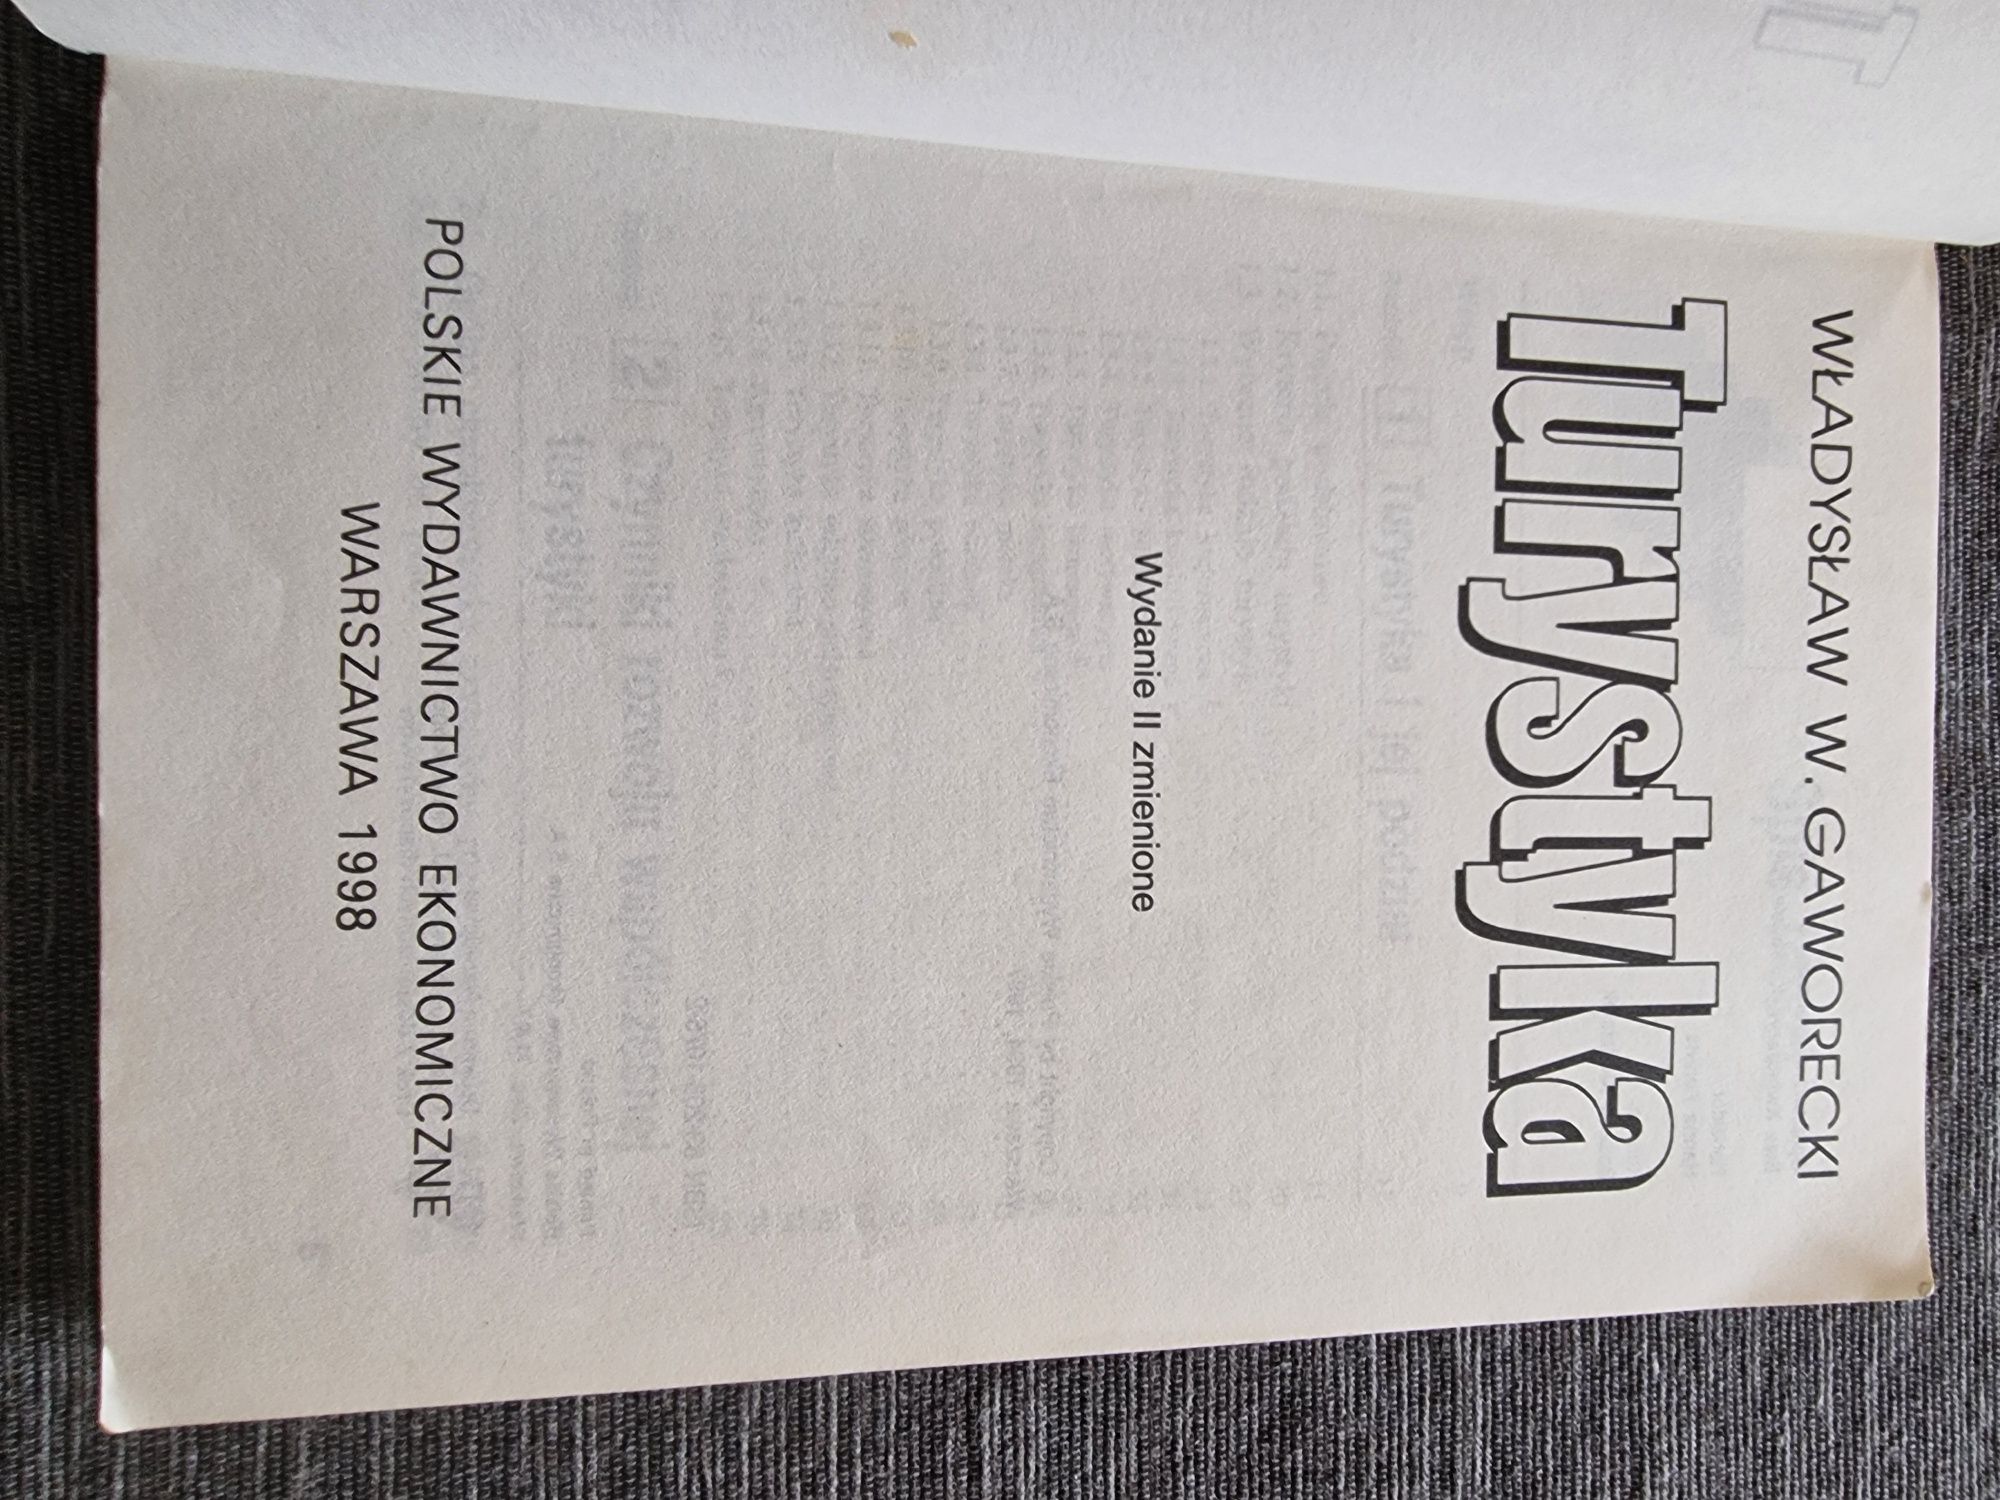 WŁADYSŁAW W. GAWORECKI
Turystyka
Wydanie II zmienione
POLSKIE WYDAWNICTWO EKONOMICZNE
WARSZAWA 1998